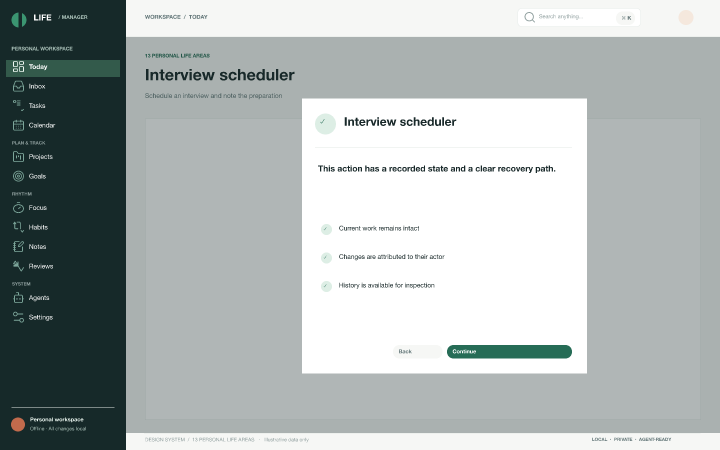 LIFE / MANAGER
WORKSPACE / TODAY
Search anything...
⌘ K
PERSONAL WORKSPACE
Today
Inbox
Tasks
Calendar
PLAN & TRACK
Projects
Goals
RHYTHM
Focus
Habits
Notes
Reviews
SYSTEM
Agents
Settings
Personal workspace
Offline · All changes local
13 PERSONAL LIFE AREAS
Interview scheduler
Schedule an interview and note the preparation
Interview scheduler
This action has a recorded state and a clear recovery path.
Current work remains intact
Changes are attributed to their actor
History is available for inspection
Back
Continue
DESIGN SYSTEM / 13 PERSONAL LIFE AREAS · Illustrative data only
LOCAL · PRIVATE · AGENT-READY